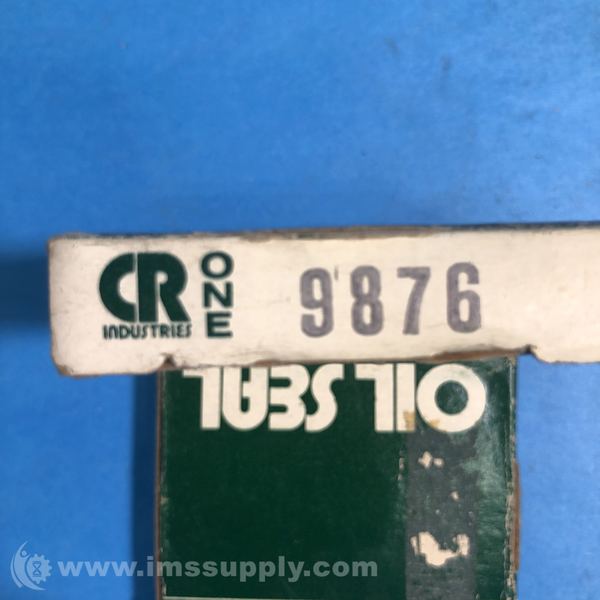 CR INDUSTRIES ONE 9876
OIL SEAL
www.imssupply.com